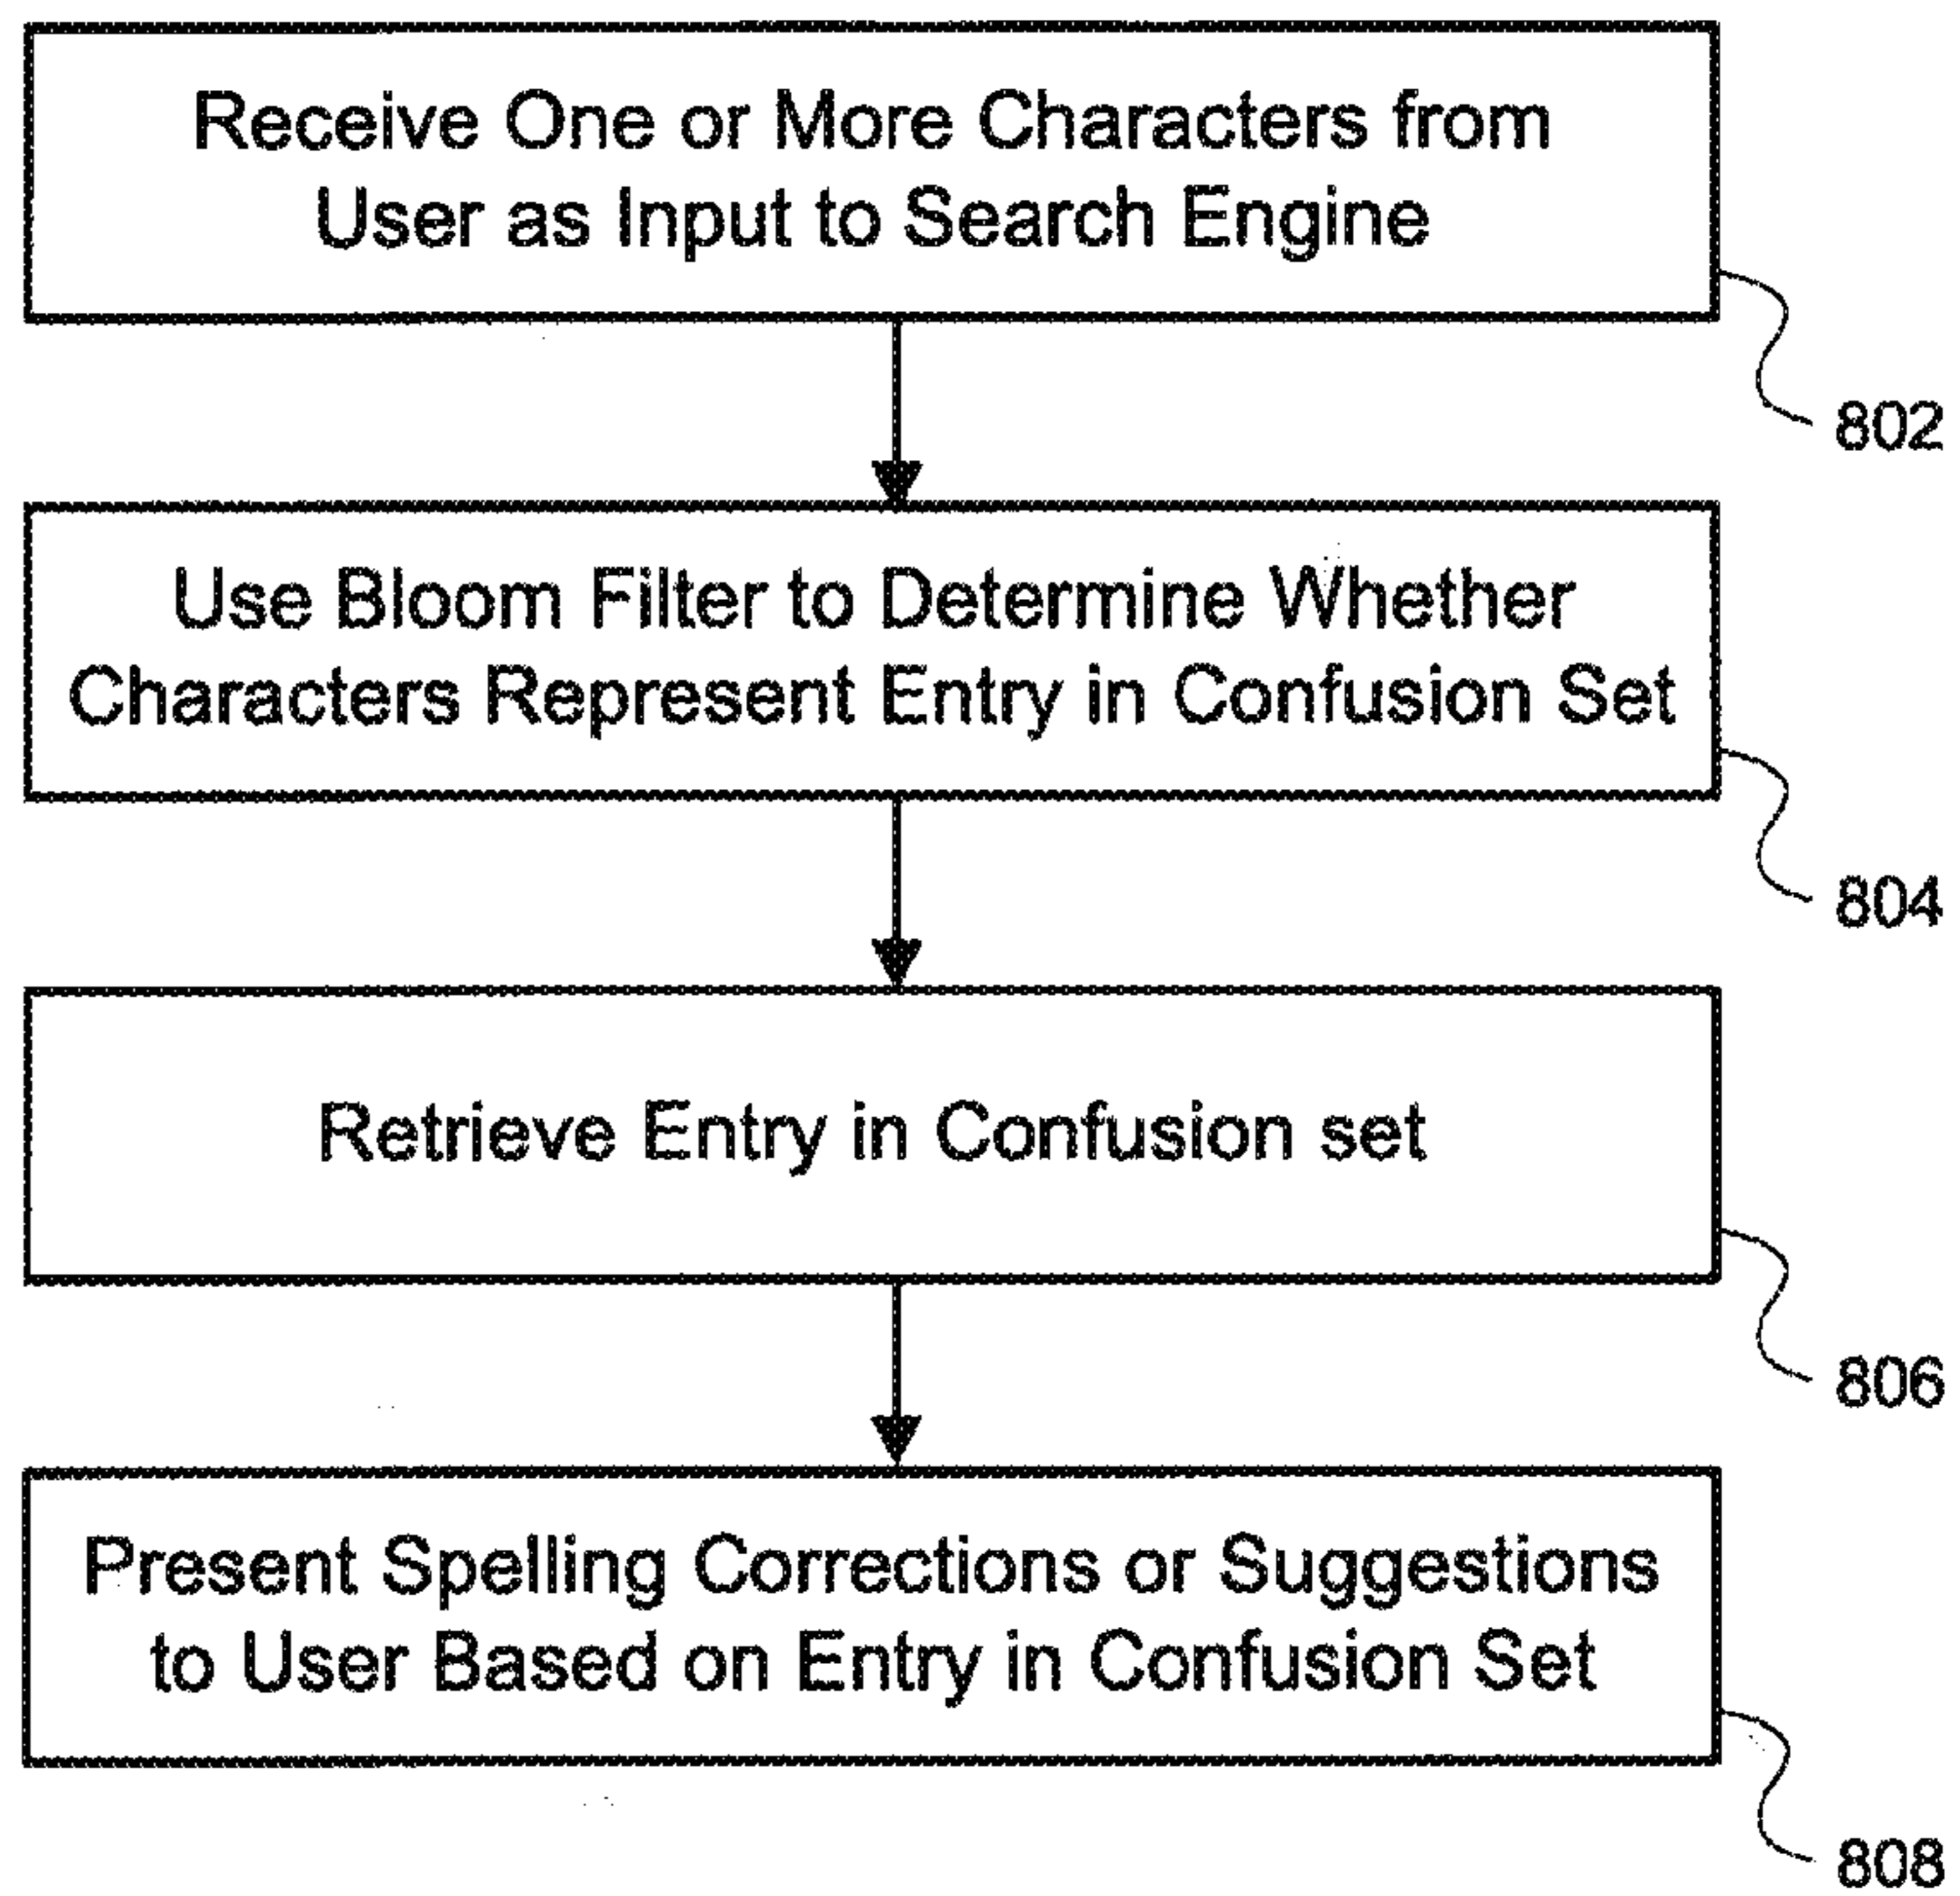 Receive One or More Characters from
User as Input to Search Engine
802
Use Bloom Filter to Determine Whether
Characters Represent Entry in Confusion Set
804
Retrieve Entry in Confusion set
806
Present Spelling Corrections or Suggestions
to User Based on Entry in Confusion Set
808